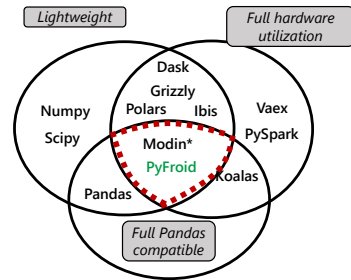 Lightweight
Full hardware
utilization
Dask
Grizzly
Polars Ibis
Numpy
Scipy
Vaex
PySpark
Modin*
PyFroid
Pandas
Koalas
Full Pandas
compatible